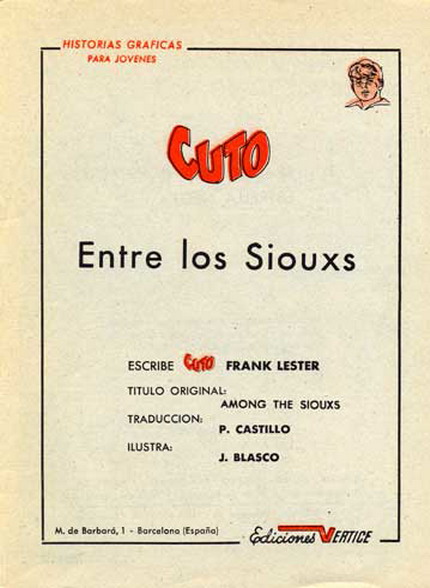 HISTORIAS GRAFICAS
PARA JOVENES
CUTO
Entre los Siouxs
ESCRIBE CUTO FRANK LESTER
TITULO ORIGINAL:
AMONG THE SIOUXS
TRADUCCION:
P. CASTILLO
ILUSTRA:
J. BLASCO
M. de Barbará, 1 - Barcelona (España)
Ediciones VERTICE